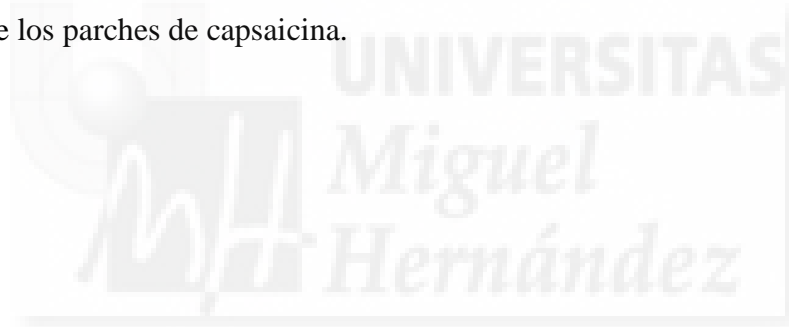 e los parches de capsaicina.
UNIVERSITAS
Miguel
Hernández